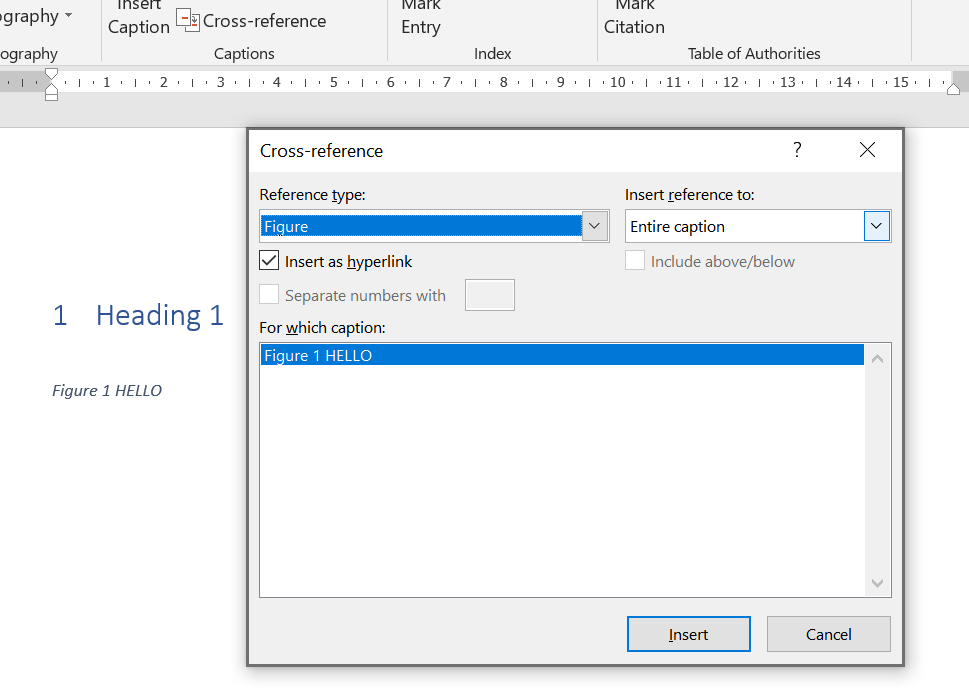 ography
Insert
Caption
Cross-reference
Mark
Entry
Mark
Citation
ography
Captions
Index
Table of Authorities
1 2 3 4 5 6 7 8 9 10 11 12 13 14 15
Cross-reference ?
Reference type:
Insert reference to:
Figure
Entire caption
Insert as hyperlink
Include above/below
Separate numbers with
For which caption:
Figure 1 HELLO
Insert
Cancel
1 Heading 1
Figure 1 HELLO